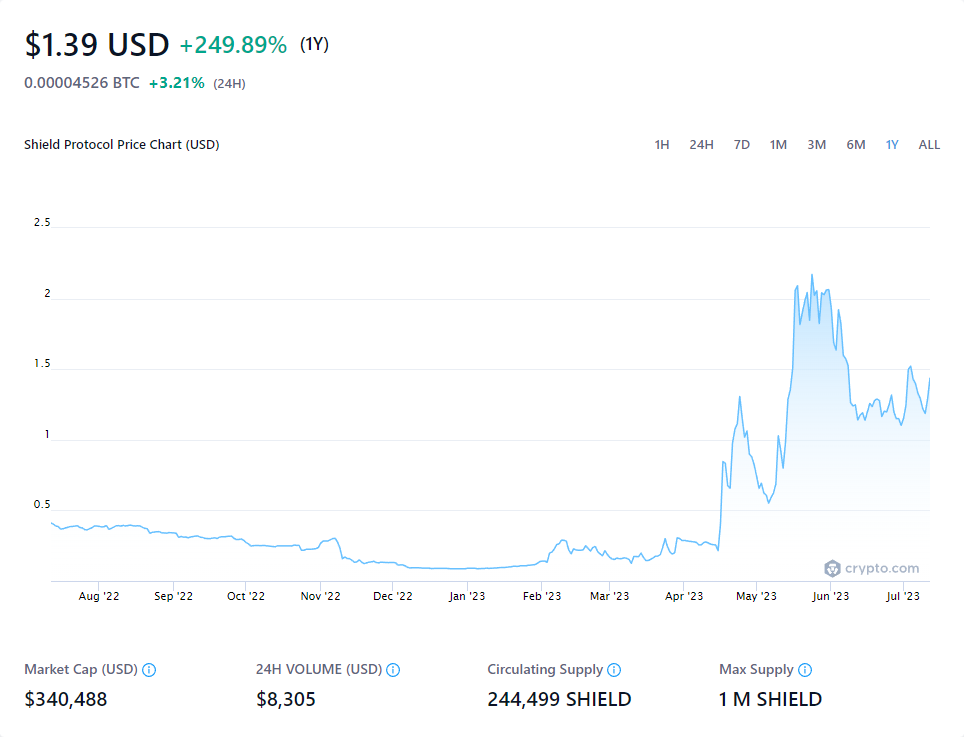 $1.39 USD +249.89% (1Y)
0.00004526 BTC +3.21% (24H)
Shield Protocol Price Chart (USD)
1H 24H 7D 1M 3M 6M 1Y ALL
2.5
2
1.5
1
0.5
crypto.com
Aug '22 Sep '22 Oct '22 Nov '22 Dec '22 Jan '23 Feb '23 Mar '23 Apr '23 May '23 Jun '23 Jul '23
Market Cap (USD) 24H VOLUME (USD) Circulating Supply Max Supply
$340,488 $8,305 244,499 SHIELD 1 M SHIELD